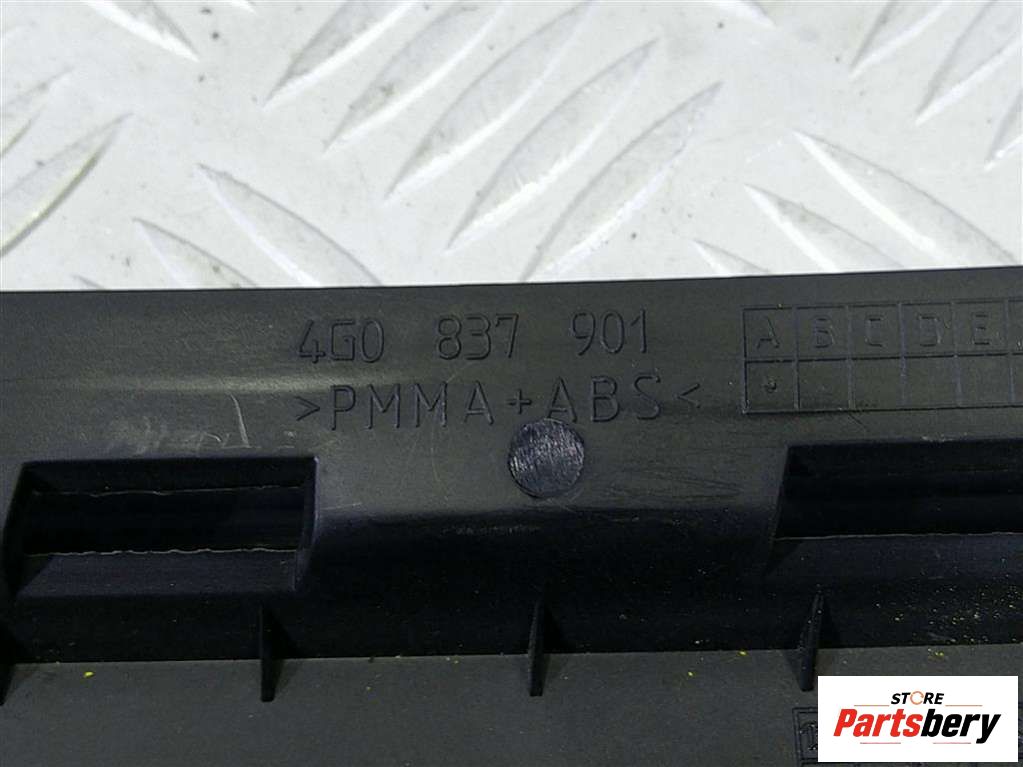 4G0 837 901
>PMMA+ABS<
A B C D E
STORE
Partsbery